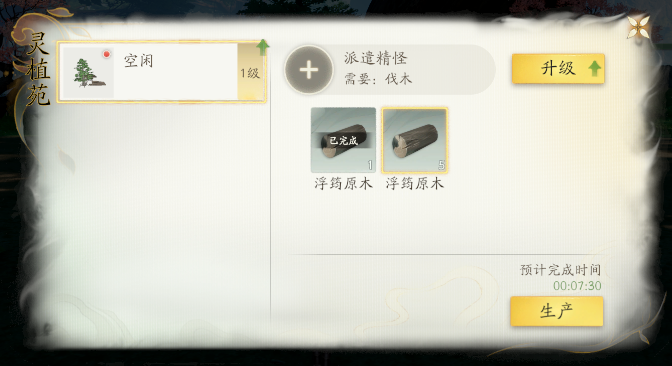 灵植苑
空闲
1级
派遣精怪
需要：伐木
升级
已完成
1
5
浮筠原木
浮筠原木
预计完成时间
00:07:30
生产